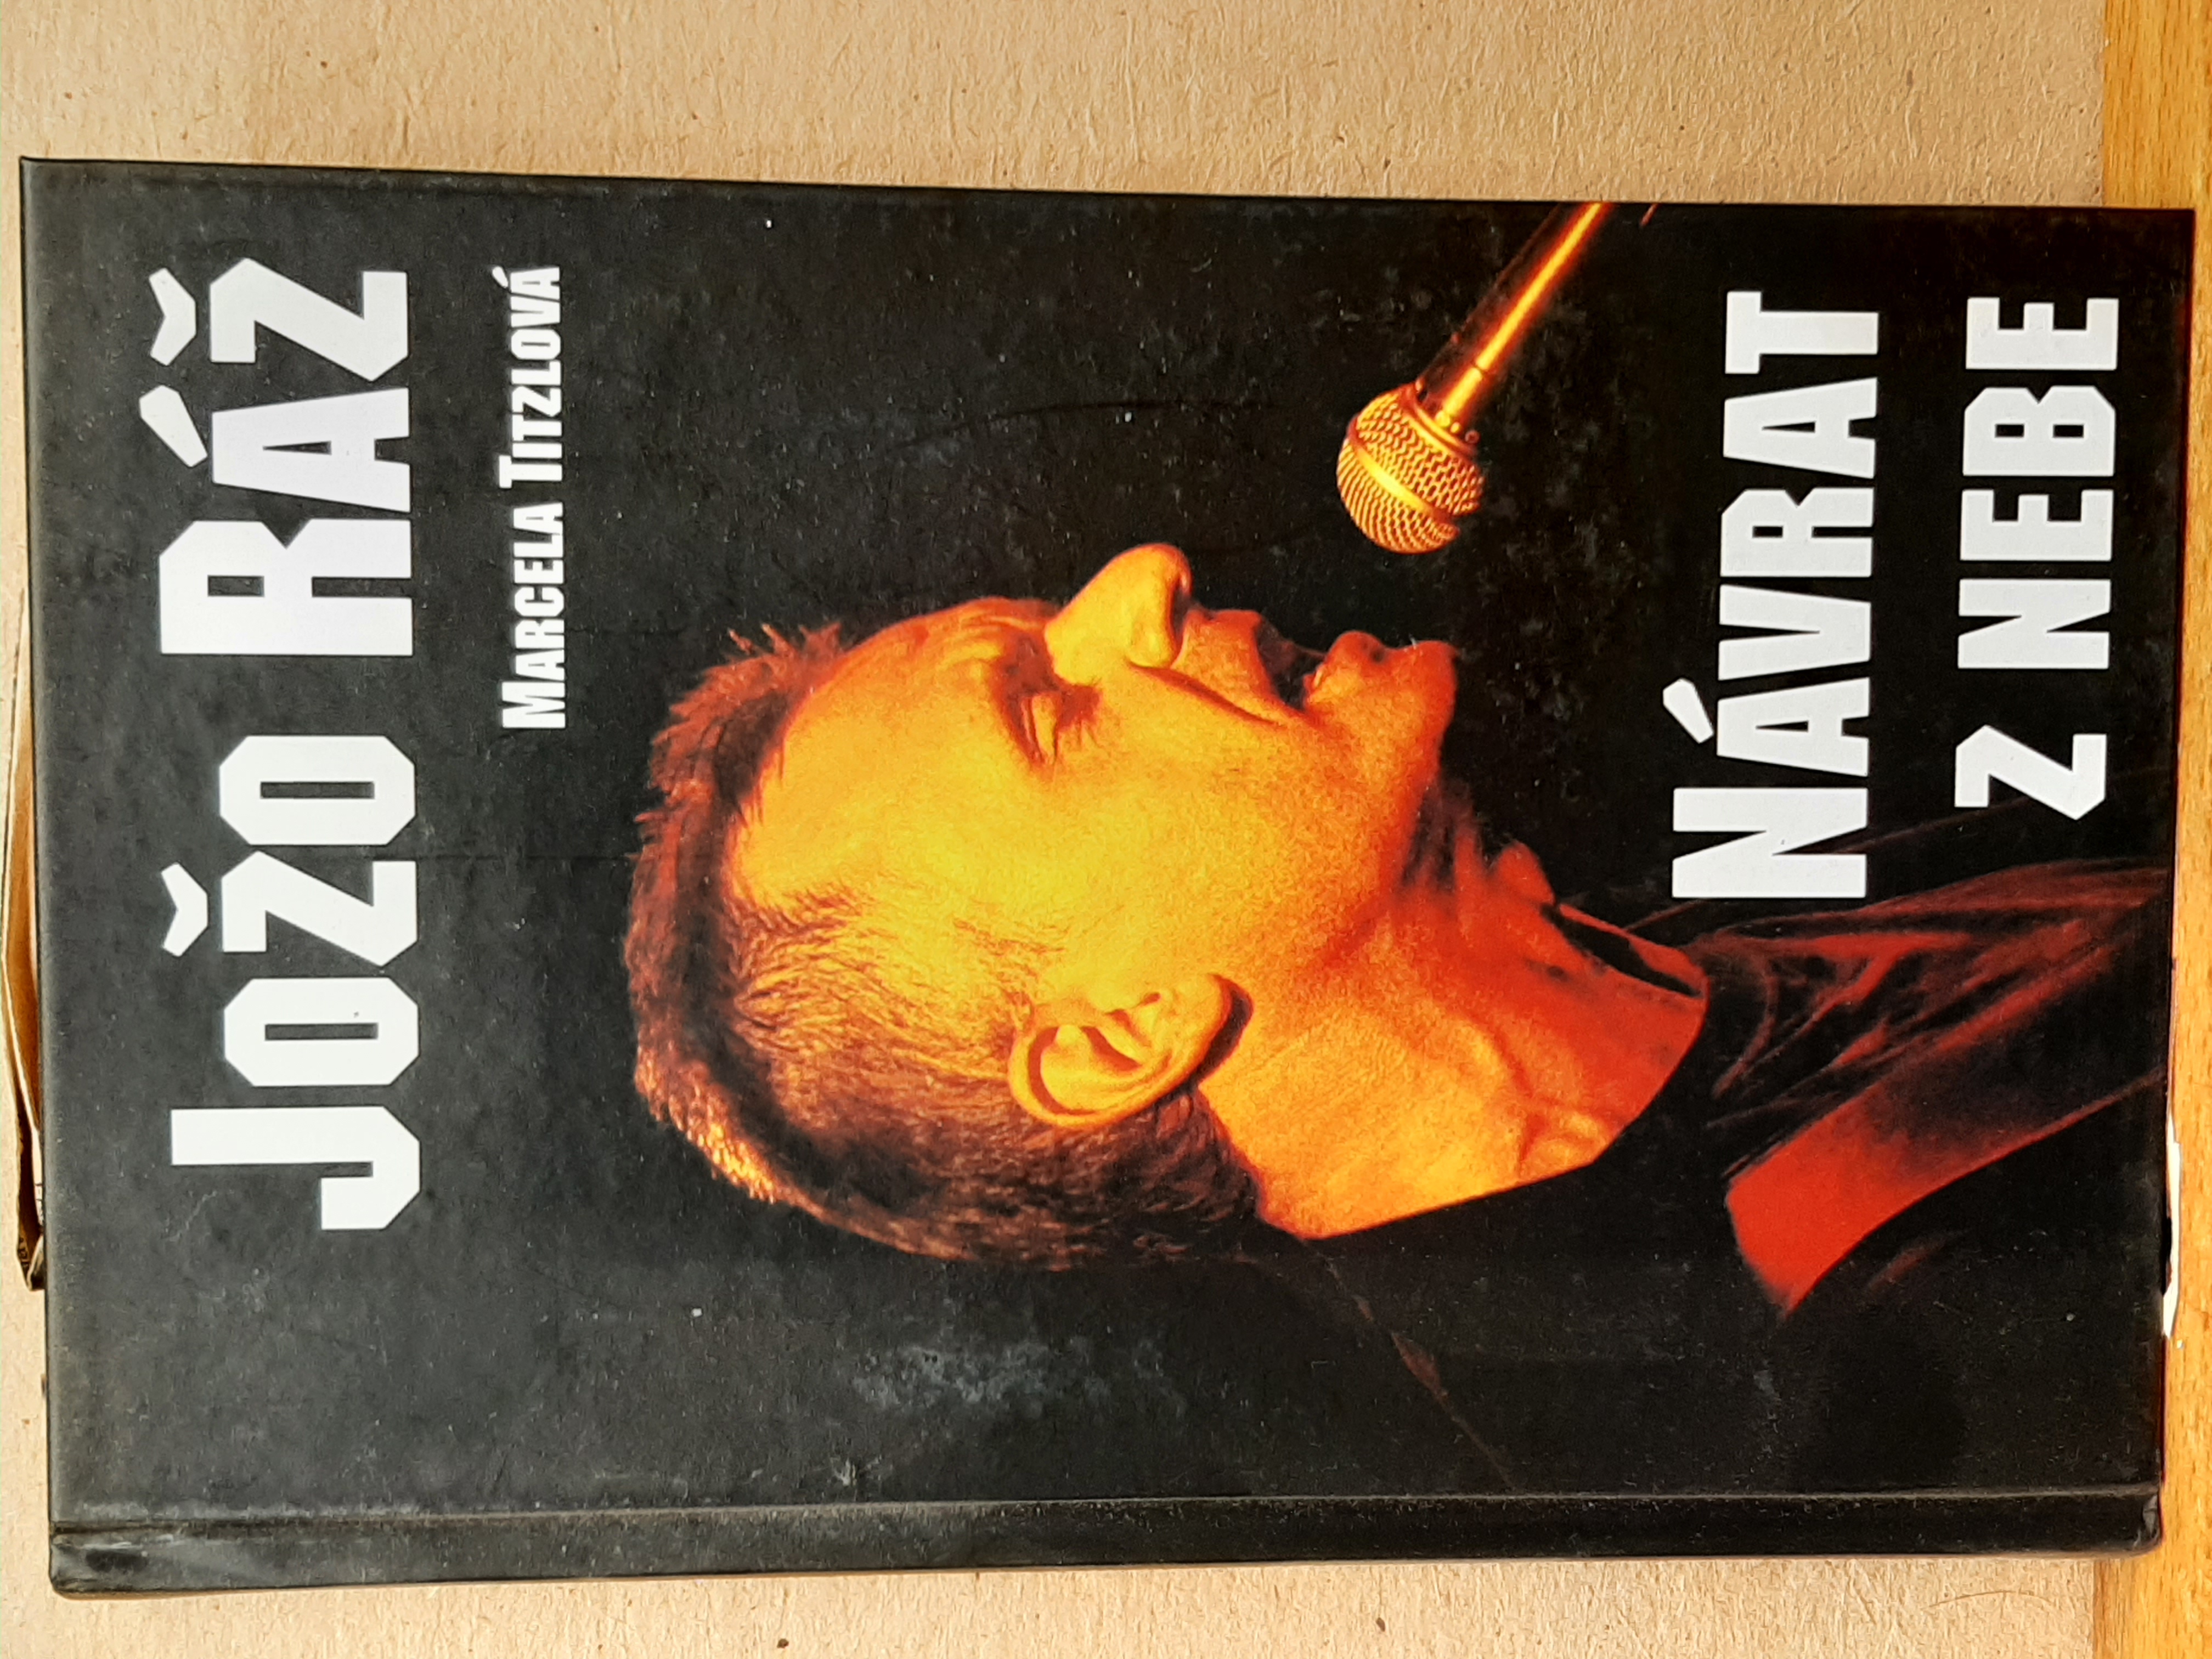 JOŽO RÁŽ
MARCELA TITZLOVÁ
NÁVRAT
Z NEBE